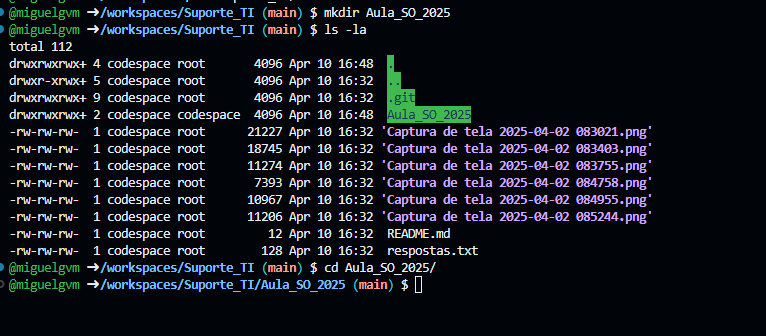 @miguelgvm ➜/workspaces/Suporte_TI (main) $ mkdir Aula_SO_2025
@miguelgvm ➜/workspaces/Suporte_TI (main) $ ls -la
total 112
drwxrwxrwx+ 4 codespace root 4096 Apr 10 16:48 .
drwxr-xrwx+ 5 codespace root 4096 Apr 10 16:32 ..
drwxrwxrwx+ 9 codespace root 4096 Apr 10 16:32 .git
drwxrwxrwx+ 2 codespace codespace 4096 Apr 10 16:48 Aula_SO_2025
-rw-rw-rw- 1 codespace root 21227 Apr 10 16:32 'Captura de tela 2025-04-02 083021.png'
-rw-rw-rw- 1 codespace root 18745 Apr 10 16:32 'Captura de tela 2025-04-02 083403.png'
-rw-rw-rw- 1 codespace root 11274 Apr 10 16:32 'Captura de tela 2025-04-02 083755.png'
-rw-rw-rw- 1 codespace root 7393 Apr 10 16:32 'Captura de tela 2025-04-02 084758.png'
-rw-rw-rw- 1 codespace root 10967 Apr 10 16:32 'Captura de tela 2025-04-02 084955.png'
-rw-rw-rw- 1 codespace root 11206 Apr 10 16:32 'Captura de tela 2025-04-02 085244.png'
-rw-rw-rw- 1 codespace root 12 Apr 10 16:32 README.md
-rw-rw-rw- 1 codespace root 128 Apr 10 16:32 respostas.txt
@miguelgvm ➜/workspaces/Suporte_TI (main) $ cd Aula_SO_2025/
@miguelgvm ➜/workspaces/Suporte_TI/Aula_SO_2025 (main) $